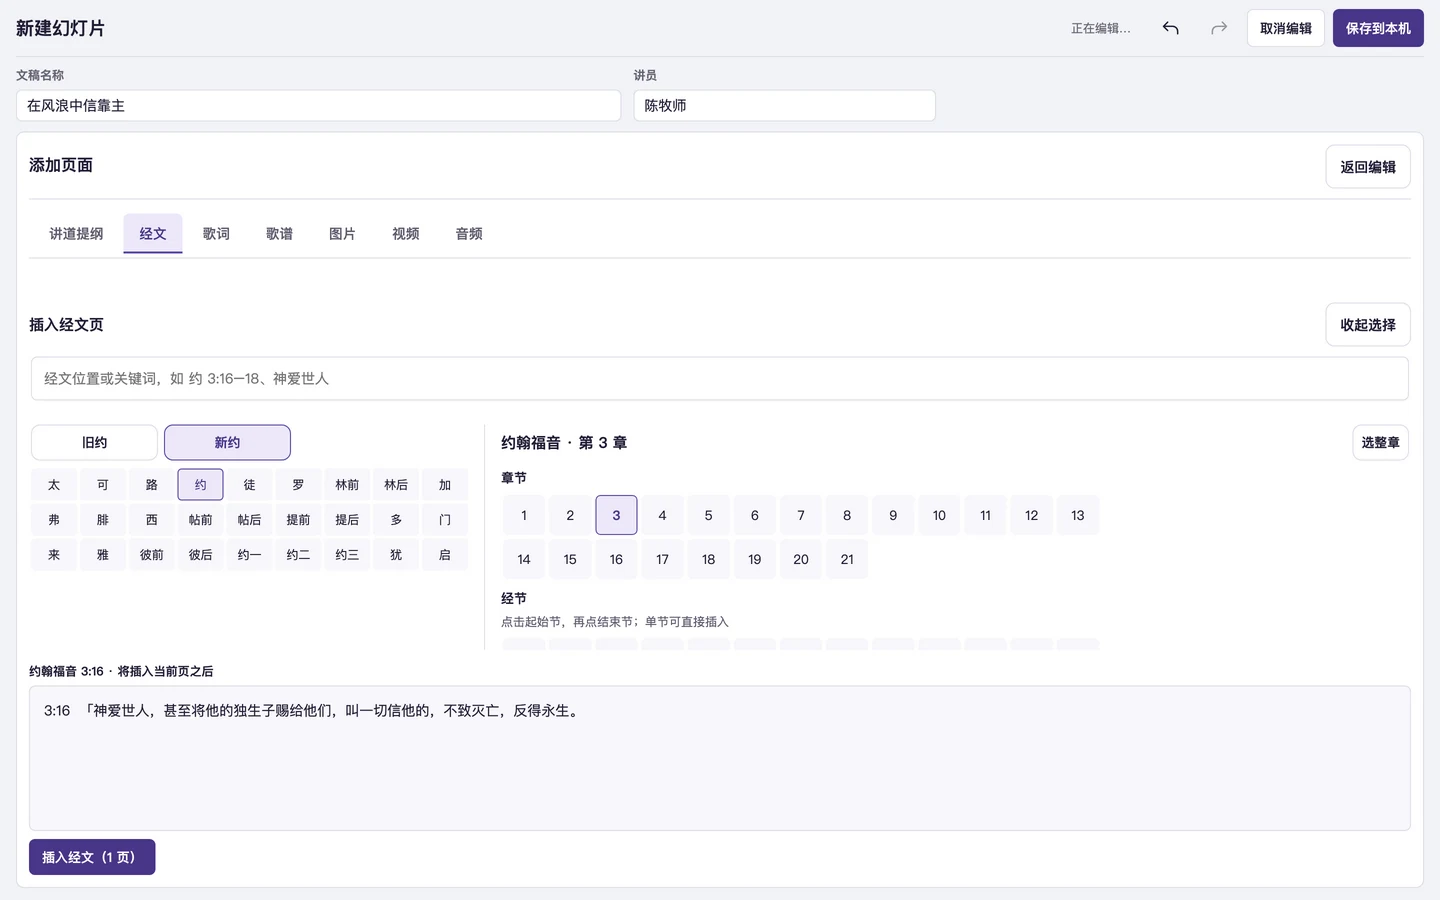 新建幻灯片
正在编辑...
取消编辑
保存到本机
文稿名称
讲员
在风浪中信靠主
陈牧师
添加页面
返回编辑
讲道提纲 经文 歌词 歌谱 图片 视频 音频
插入经文页
收起选择
经文位置或关键词，如 约 3:16–18、神爱世人
旧约 新约
太 可 路 约 徒 罗 林前 林后 加
弗 腓 西 帖前 帖后 提前 提后 多 门
来 雅 彼前 彼后 约一 约二 约三 犹 启
约翰福音 · 第 3 章
选整章
章节
1 2 3 4 5 6 7 8 9 10 11 12 13
14 15 16 17 18 19 20 21
经节
点击起始节，再点结束节；单节可直接插入
约翰福音 3:16 · 将插入当前页之后
3:16 「神爱世人，甚至将他的独生子赐给他们，叫一切信他的，不致灭亡，反得永生。
插入经文（1 页）